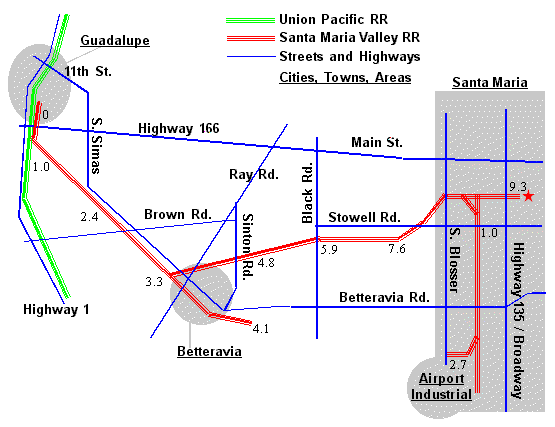 Union Pacific RR
Santa Maria Valley RR
Streets and Highways
Cities, Towns, Areas
Guadalupe
11th St.
Santa Maria
0
S. Simas
Highway 166
Main St.
1.0
Ray Rd.
Black Rd.
9.3
2.4
Brown Rd.
Sinton Rd.
Stowell Rd.
S. Blosser
1.0
Highway 135 / Broadway
5.9
7.6
4.8
3.3
Highway 1
Betteravia Rd.
4.1
Betteravia
2.7
Airport
Industrial